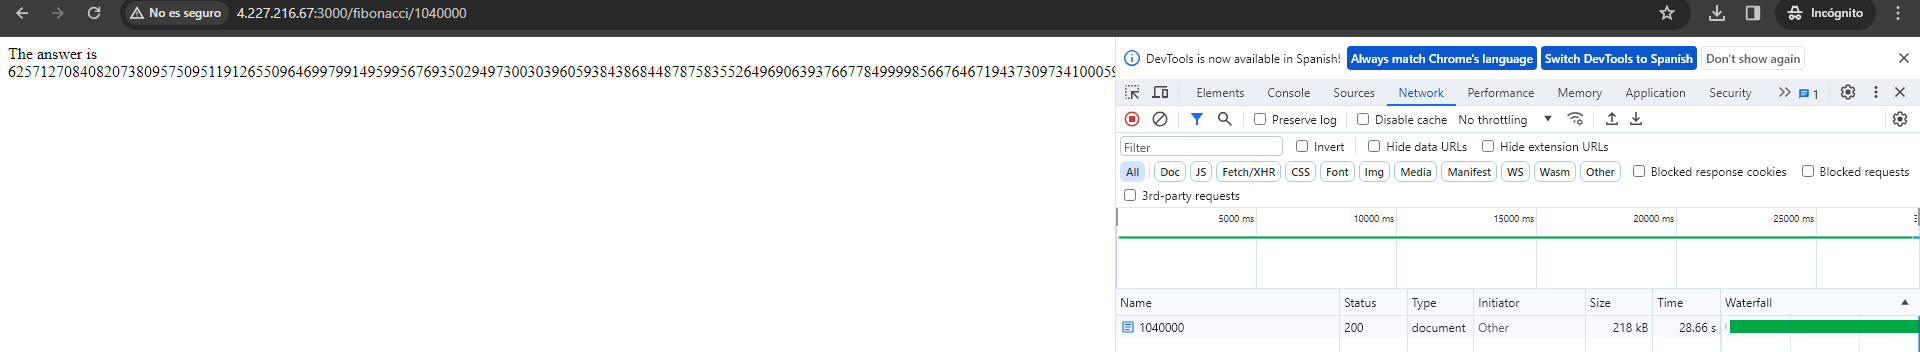 No es seguro 4.227.216.67:3000/fibonacci/1040000 Incógnito
The answer is
DevTools is now available in Spanish! Always match Chrome's language Switch DevTools to Spanish Don't show again
Elements Console Sources Network Performance Memory Application Security 1
Preserve log Disable cache No throttling
Filter Invert Hide data URLs Hide extension URLs
All Doc JS Fetch/XHR CSS Font Img Media Manifest WS Wasm Other Blocked response cookies Blocked requests
3rd-party requests
5000 ms 10000 ms 15000 ms 20000 ms 25000 ms
Name Status Type Initiator Size Time Waterfall
1040000 200 document Other 218 kB 28.66 s